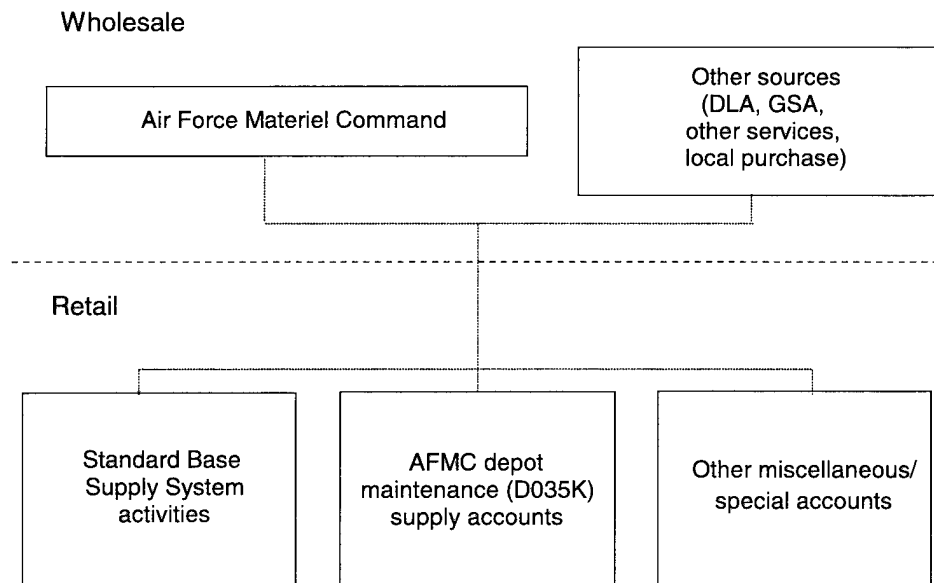 Wholesale
Air Force Materiel Command
Other sources
(DLA, GSA,
other services,
local purchase)
Retail
Standard Base
Supply System
activities
AFMC depot
maintenance (D035K)
supply accounts
Other miscellaneous/
special accounts